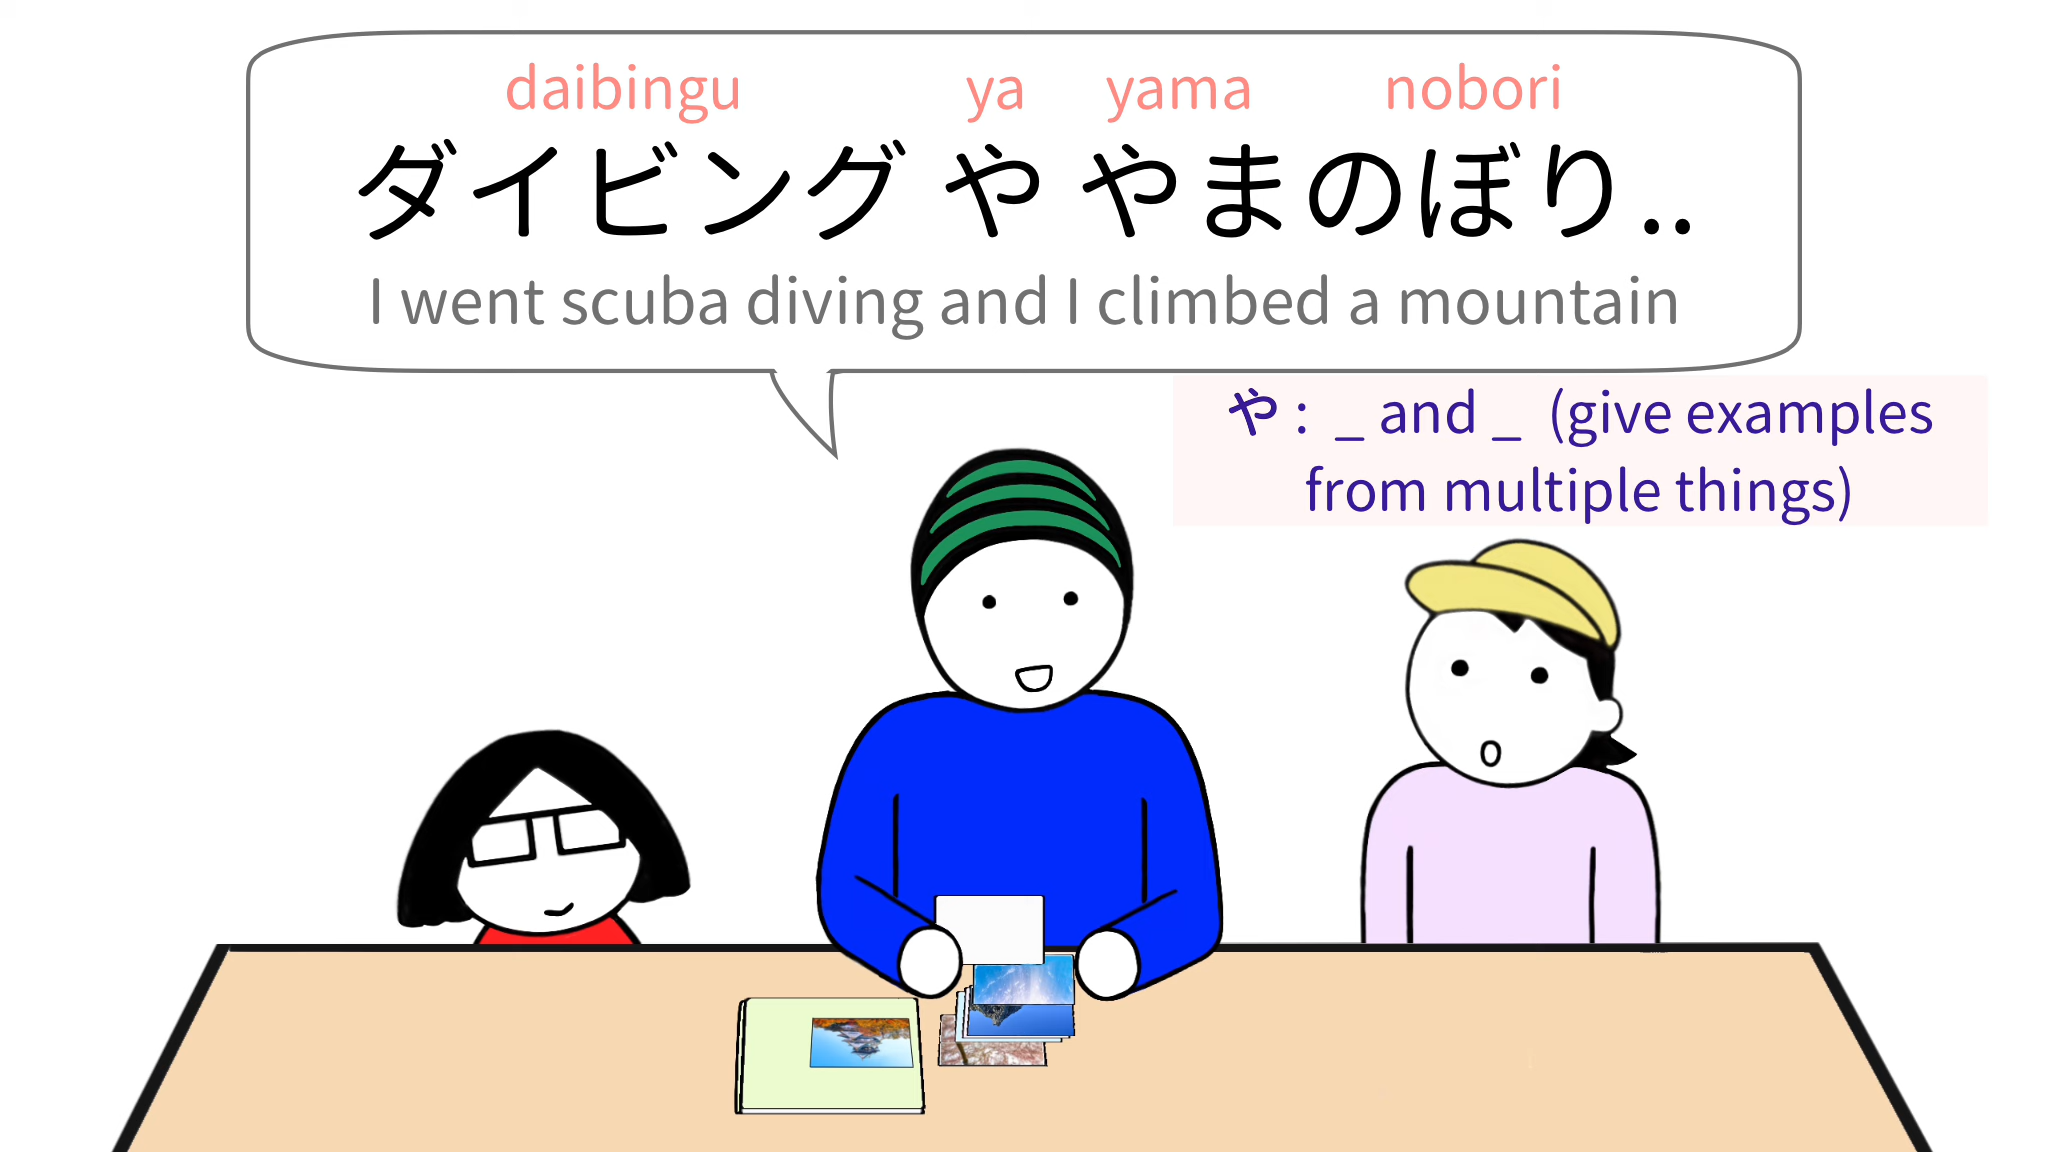 daibingu ya yama nobori
ダイビング や やまのぼり..
I went scuba diving and I climbed a mountain
や : _ and _ (give examples
from multiple things)